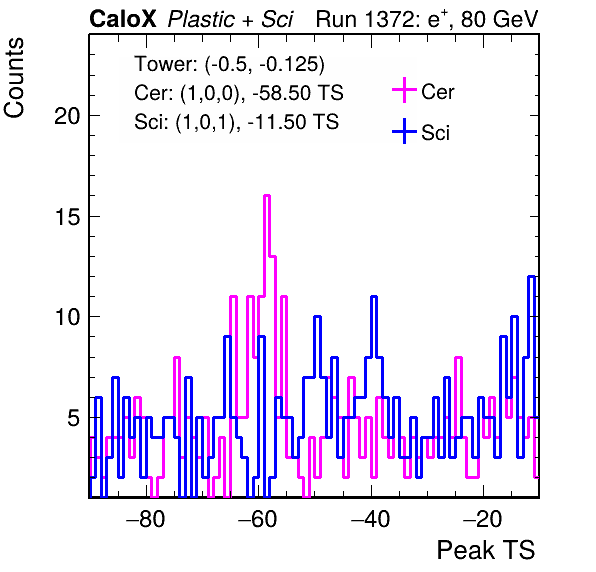 CaloX Plastic + Sci Run 1372: e+, 80 GeV
Counts
Tower: (-0.5, -0.125)
Cer: (1,0,0), -58.50 TS
Sci: (1,0,1), -11.50 TS
Cer
Sci
20
15
10
5
−80 −60 −40 −20
Peak TS